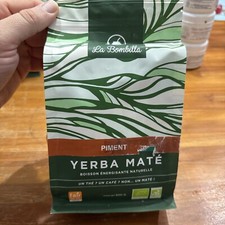 La Bombilla
PIMENT
YERBA MATÉ
BOISSON ÉNERGISANTE NATURELLE
UN THÉ ? UN CAFÉ ? NON... UN MATÉ !